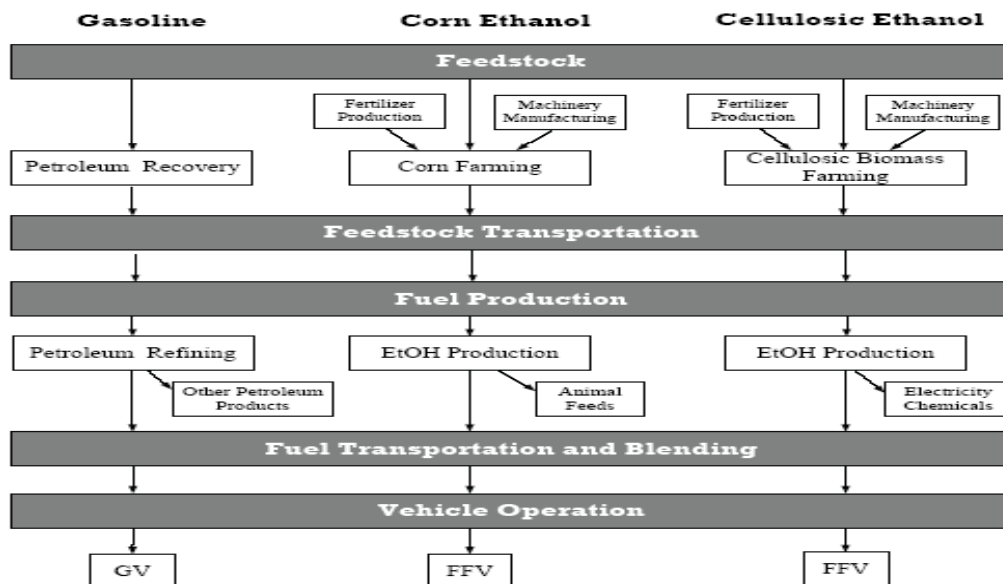 Gasoline
Corn Ethanol
Cellulosic Ethanol
Feedstock
Fertilizer
Production
Machinery
Manufacturing
Fertilizer
Production
Machinery
Manufacturing
Petroleum Recovery
Corn Farming
Cellulosic Biomass
Farming
Feedstock Transportation
Fuel Production
Petroleum Refining
EtOH Production
EtOH Production
Other Petroleum
Products
Animal
Feeds
Electricity
Chemicals
Fuel Transportation and Blending
Vehicle Operation
GV
FFV
FFV